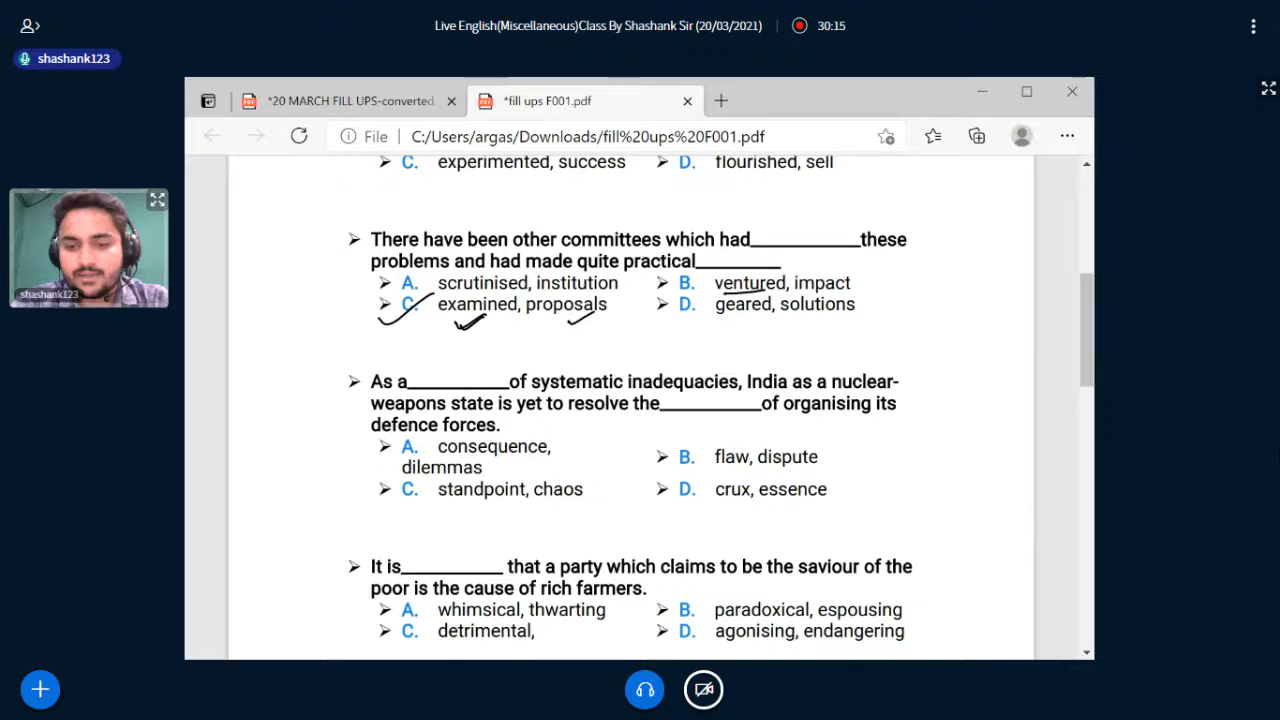 Live English(Miscellaneous)Class By Shashank Sir (20/03/2021)
30:15
shashank123
*20 MARCH FILL UPS-converted
*fill ups F001.pdf
File
C:/Users/argas/Downloads/fill%20ups%20F001.pdf
C. experimented, success
D. flourished, sell
There have been other committees which had___________these
problems and had made quite practical_________
A. scrutinised, institution
B. ventured, impact
C. examined, proposals
D. geared, solutions
As a___________of systematic inadequacies, India as a nuclear-
weapons state is yet to resolve the___________of organising its
defence forces.
A. consequence,
dilemmas
B. flaw, dispute
C. standpoint, chaos
D. crux, essence
It is___________ that a party which claims to be the saviour of the
poor is the cause of rich farmers.
A. whimsical, thwarting
B. paradoxical, espousing
C. detrimental,
D. agonising, endangering
shashank123